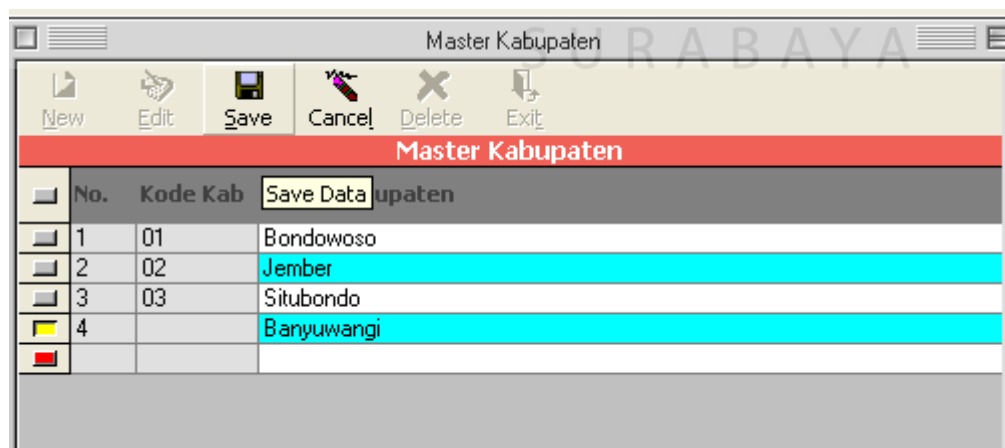 Master Kabupaten
SURABAYA
New Edit Save Cancel Delete Exit
Master Kabupaten
No. Kode Kab Save Data upaten
1 01 Bondowoso
2 02 Jember
3 03 Situbondo
4 Banyuwangi